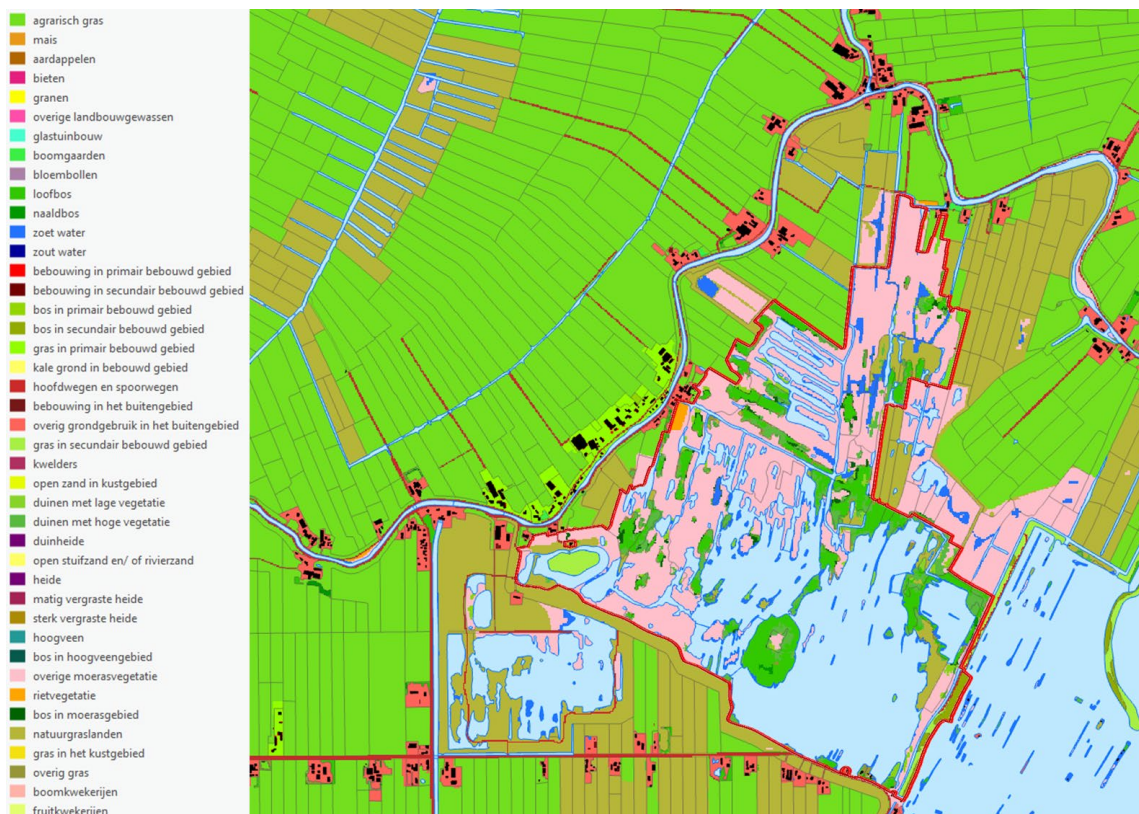 agrarisch gras
mais
aardappelen
bieten
granen
overige landbouwgewassen
glastuinbouw
boomgaarden
bloembollen
loofbos
naaldbos
zoet water
zout water
bebouwing in primair bebouwd gebied
bebouwing in secundair bebouwd gebied
bos in primair bebouwd gebied
bos in secundair bebouwd gebied
gras in primair bebouwd gebied
kale grond in bebouwd gebied
hoofdwegen en spoorwegen
bebouwing in het buitengebied
overig grondgebruik in het buitengebied
gras in secundair bebouwd gebied
kwelders
open zand in kustgebied
duinen met lage vegetatie
duinen met hoge vegetatie
duinheide
open stuifzand en/ of rivierzand
heide
matig vergraste heide
sterk vergraste heide
hoogveen
bos in hoogveengebied
overige moerasvegetatie
rietvegetatie
bos in moerasgebied
natuurgraslanden
gras in het kustgebied
overig gras
boomkwekerijen
fruitkwekerijen